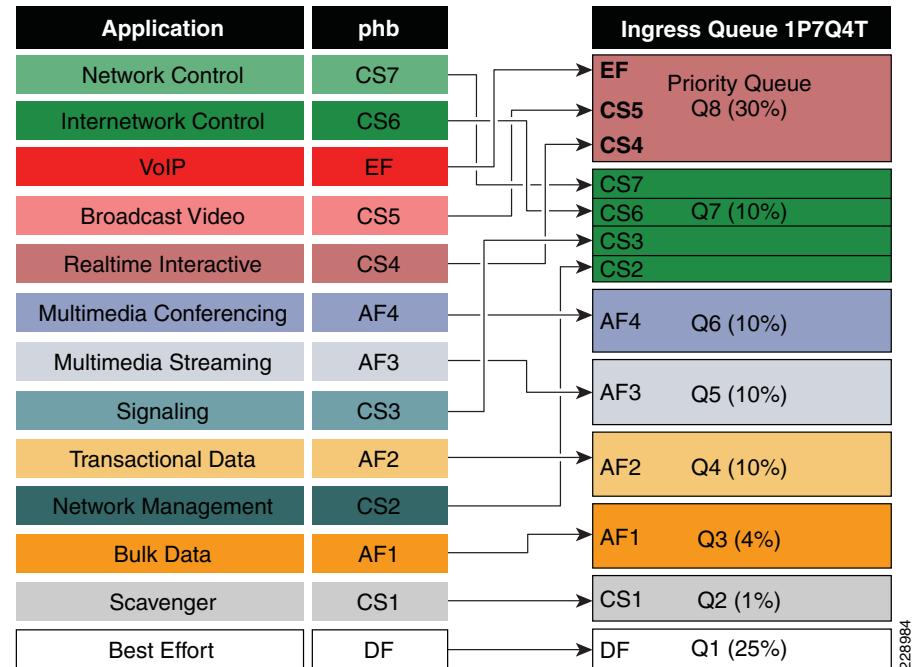 Application phb Ingress Queue 1P7Q4T
Network Control CS7
Internetwork Control CS6
VoIP EF
Broadcast Video CS5
Realtime Interactive CS4
Multimedia Conferencing AF4
Multimedia Streaming AF3
Signaling CS3
Transactional Data AF2
Network Management CS2
Bulk Data AF1
Scavenger CS1
Best Effort DF
EF Priority Queue
CS5 Q8 (30%)
CS4
CS7
CS6 Q7 (10%)
CS3
CS2
AF4 Q6 (10%)
AF3 Q5 (10%)
AF2 Q4 (10%)
AF1 Q3 (4%)
CS1 Q2 (1%)
DF Q1 (25%)
228984